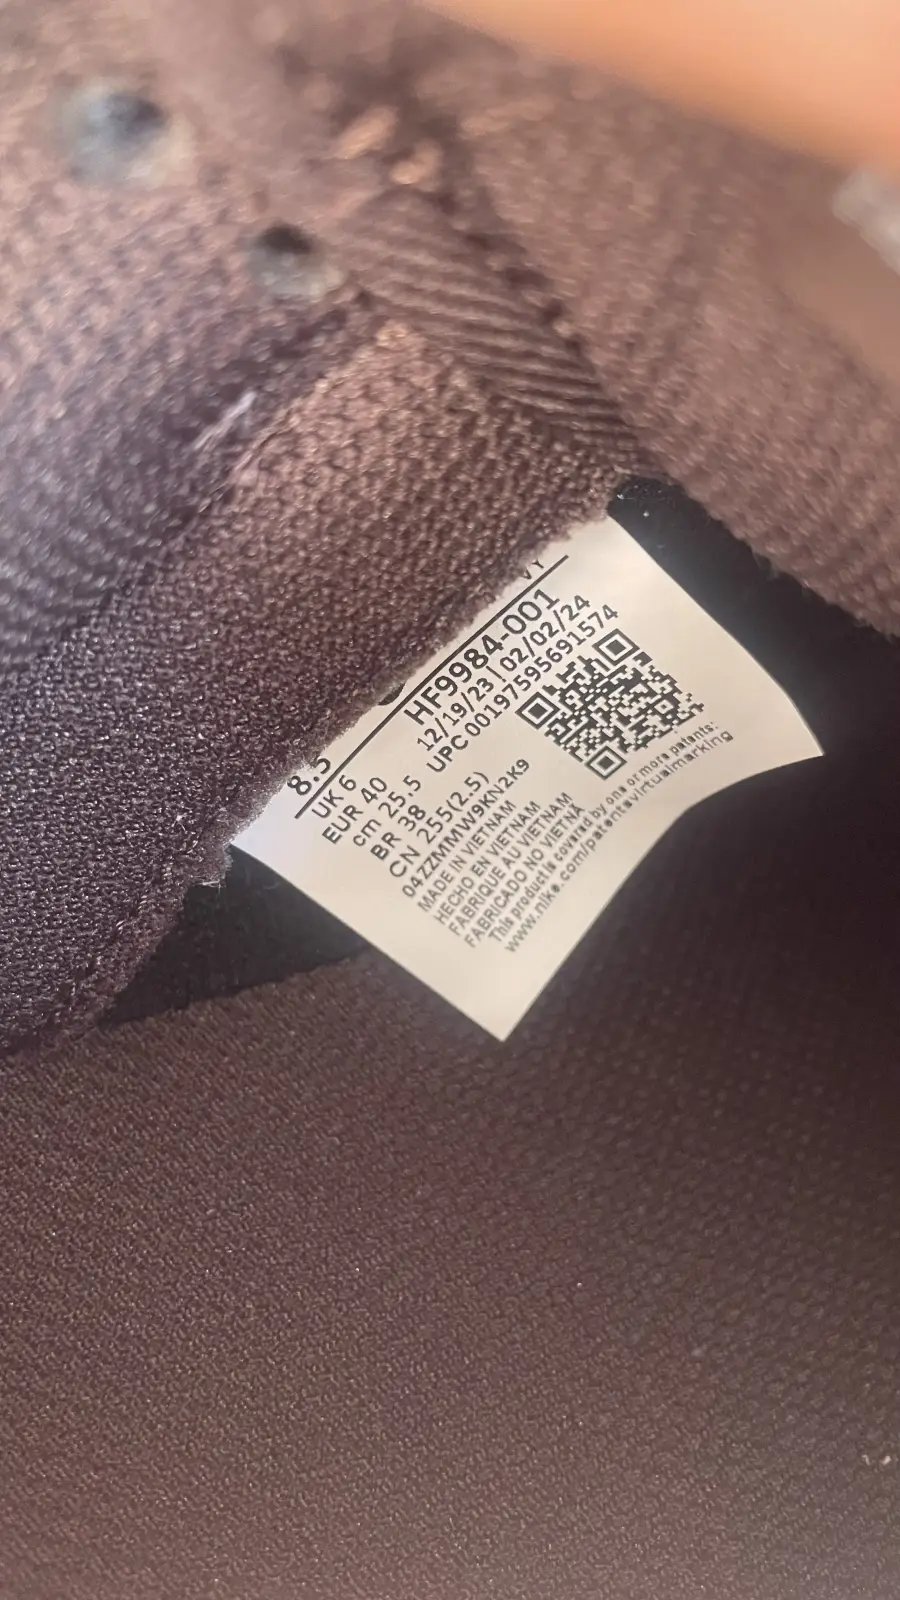 VY
8.5
UK 6
EUR 40
cm 25.5
BR 38
CN 255(2.5)
HF9984-001
12/19/23 | 02/02/24
UPC 00197595691574
04ZZMMW9KN2K9
MADE IN VIETNAM
HECHO EN VIETNAM
FABRIQUE AU VIETNAM
FABRICADO NO VIETNÃ
This product is covered by one or more patents:
www.nike.com/patentsvirtualmarking